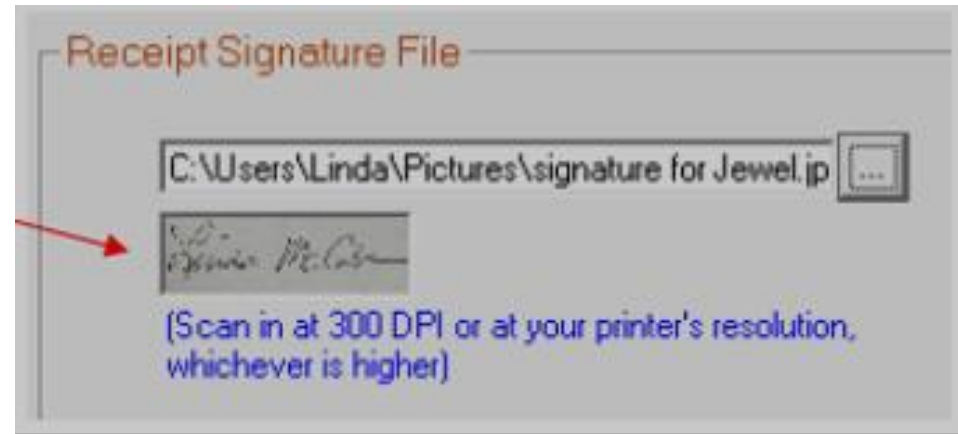 Receipt Signature File
C:\Users\Linda\Pictures\signature for Jewel.jp
...
(Scan in at 300 DPI or at your printer's resolution,
whichever is higher)